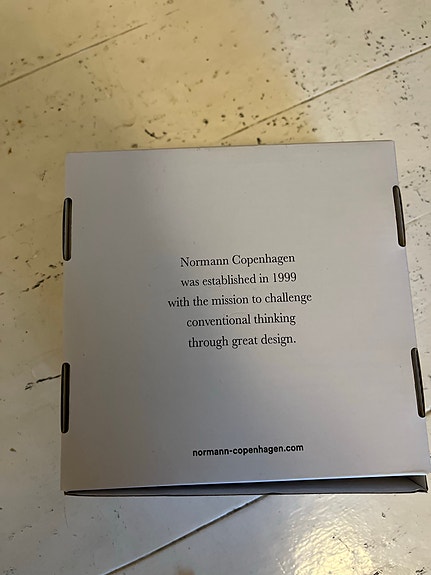 Normann Copenhagen
was established in 1999
with the mission to challenge
conventional thinking
through great design.
normann-copenhagen.com